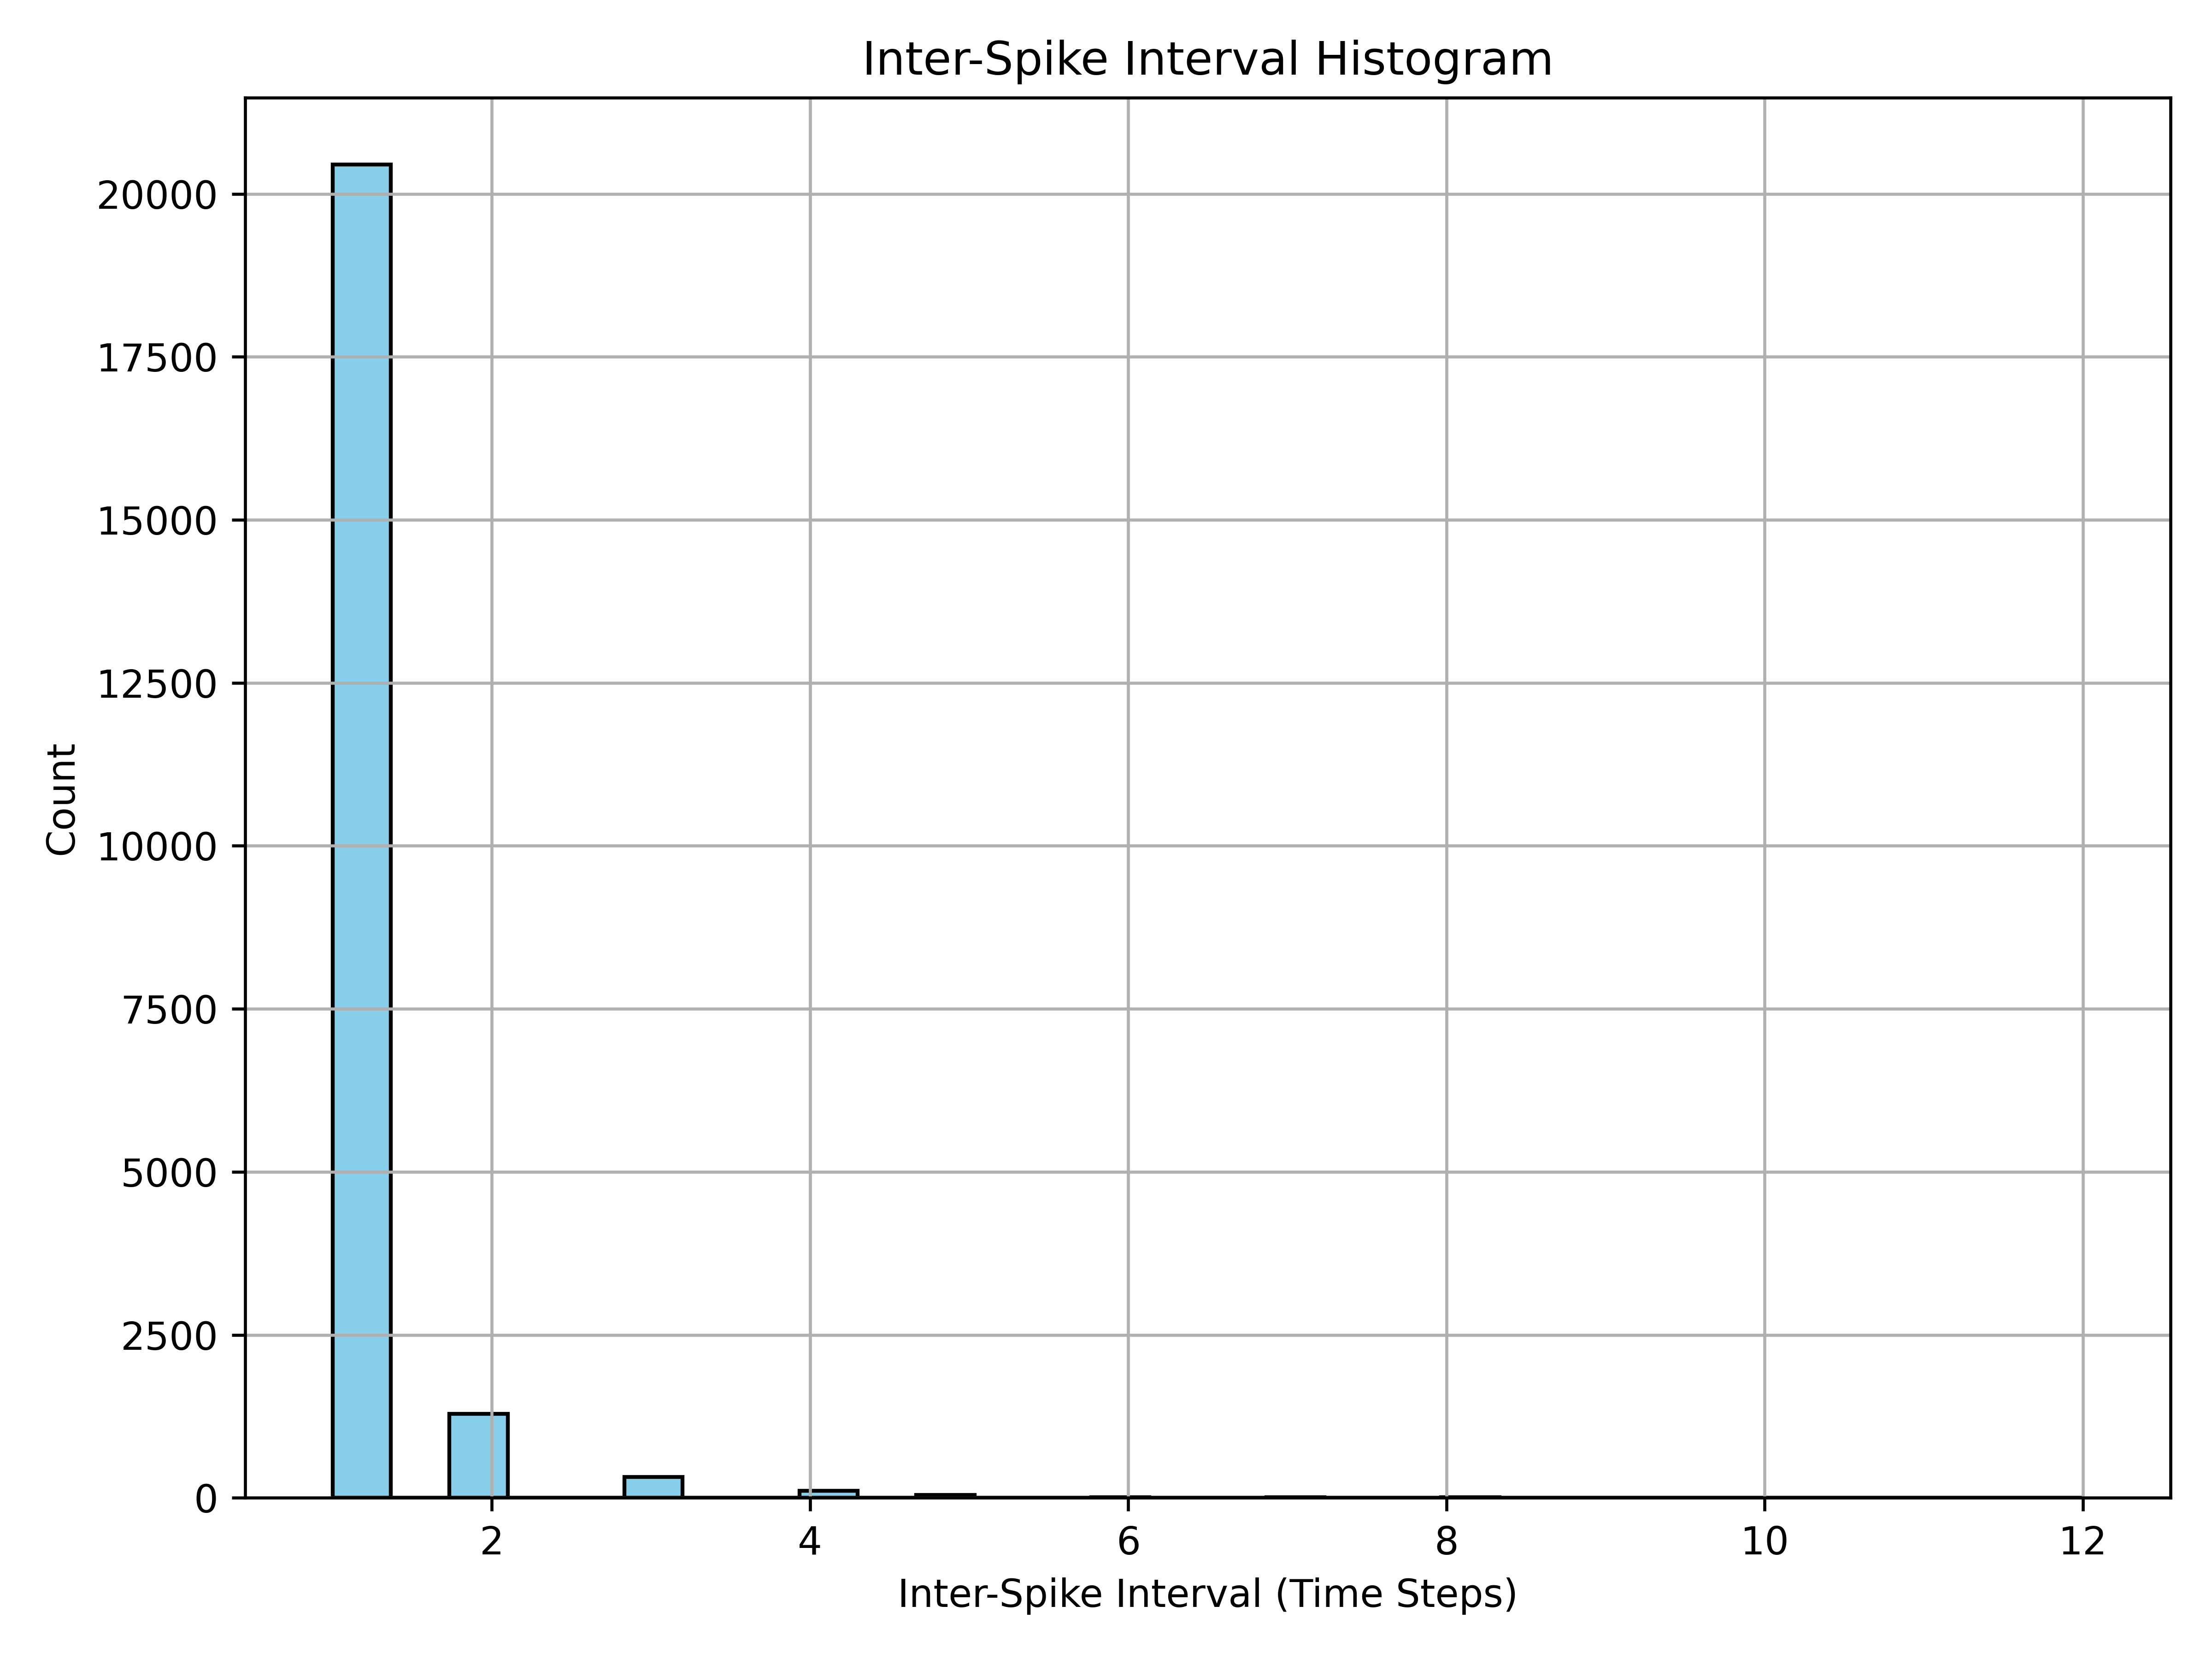 Inter-Spike Interval Histogram
20000
17500
15000
12500
10000
7500
5000
2500
0
Count
2 4 6 8 10 12
Inter-Spike Interval (Time Steps)